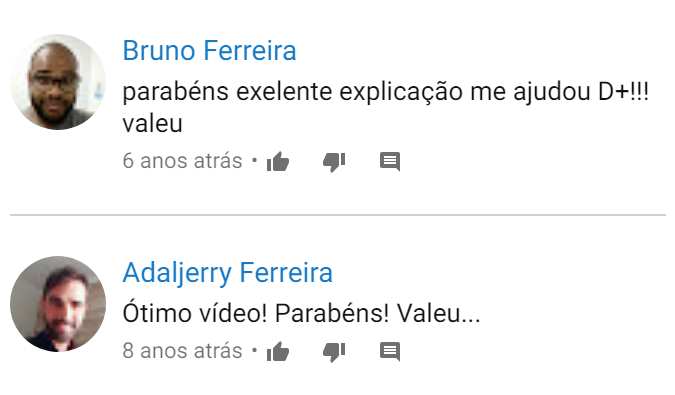 Bruno Ferreira
parabéns exelente explicação me ajudou D+!!!
valeu
6 anos atrás •
Adaljerry Ferreira
Ótimo vídeo! Parabéns! Valeu...
8 anos atrás •